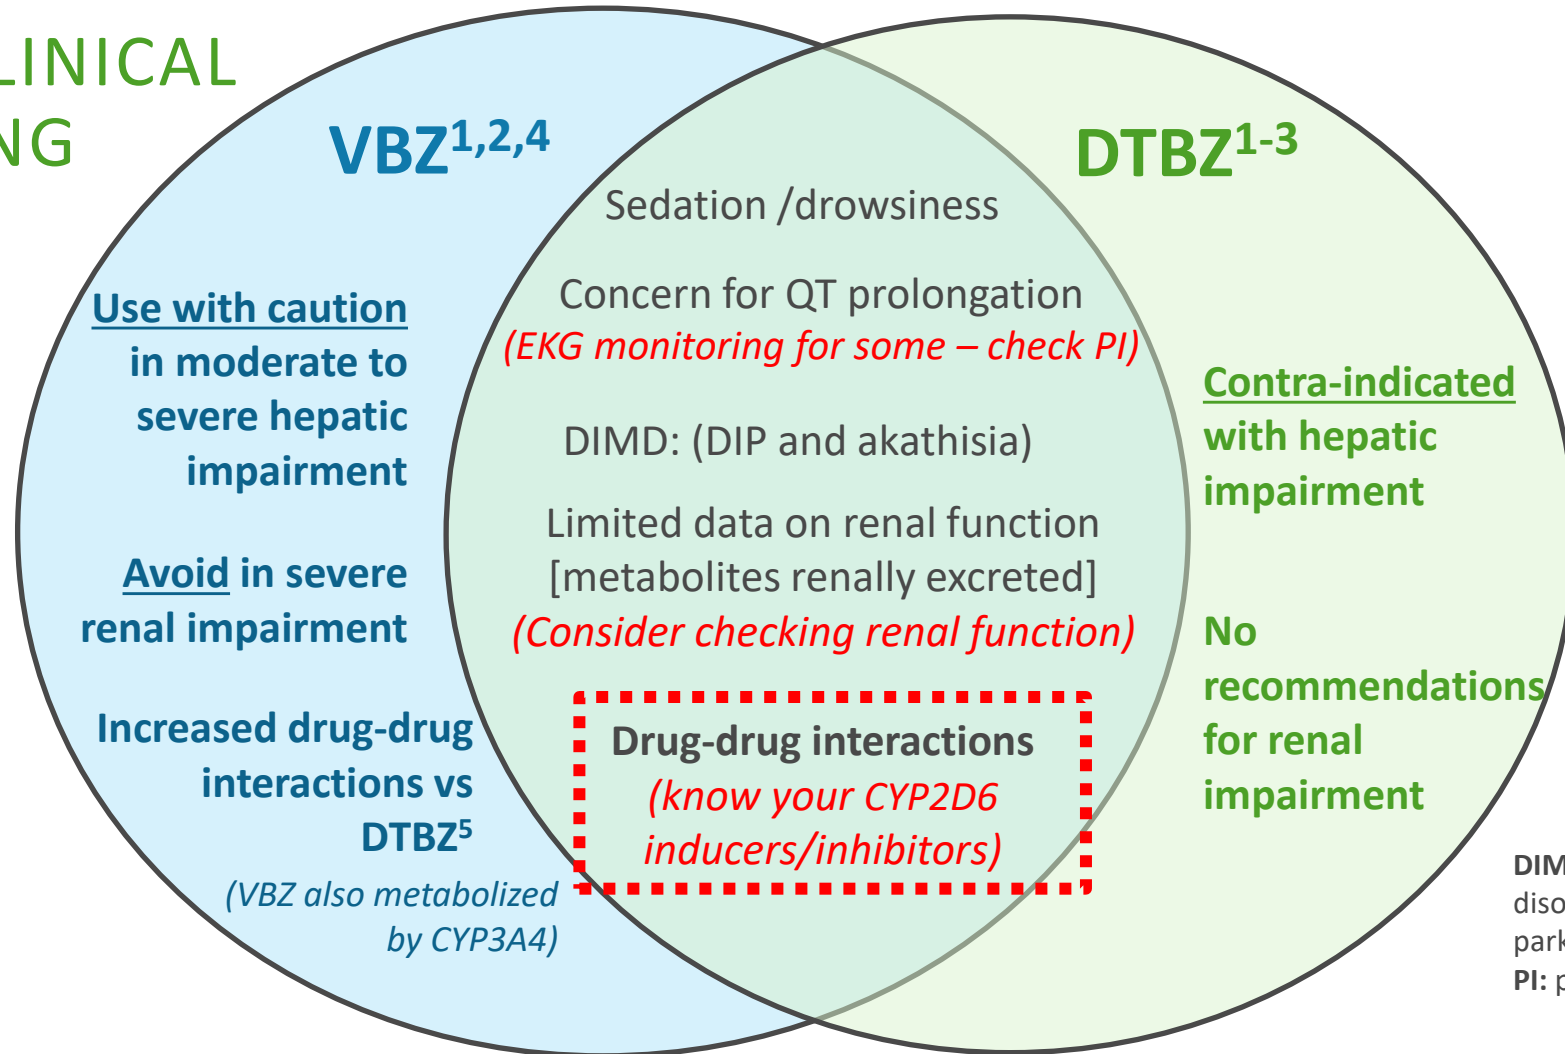 LINICAL
NG
VBZ1,2,4
DTBZ1-3
Sedation /drowsiness
Concern for QT prolongation
(EKG monitoring for some – check PI)
DIMD: (DIP and akathisia)
Limited data on renal function
[metabolites renally excreted]
(Consider checking renal function)
Drug-drug interactions
(know your CYP2D6
inducers/inhibitors)
Use with caution
in moderate to
severe hepatic
impairment
Avoid in severe
renal impairment
Increased drug-drug
interactions vs
DTBZ5
(VBZ also metabolized
by CYP3A4)
Contra-indicated
with hepatic
impairment
No
recommendations
for renal
impairment
DIM
diso
park
PI: p